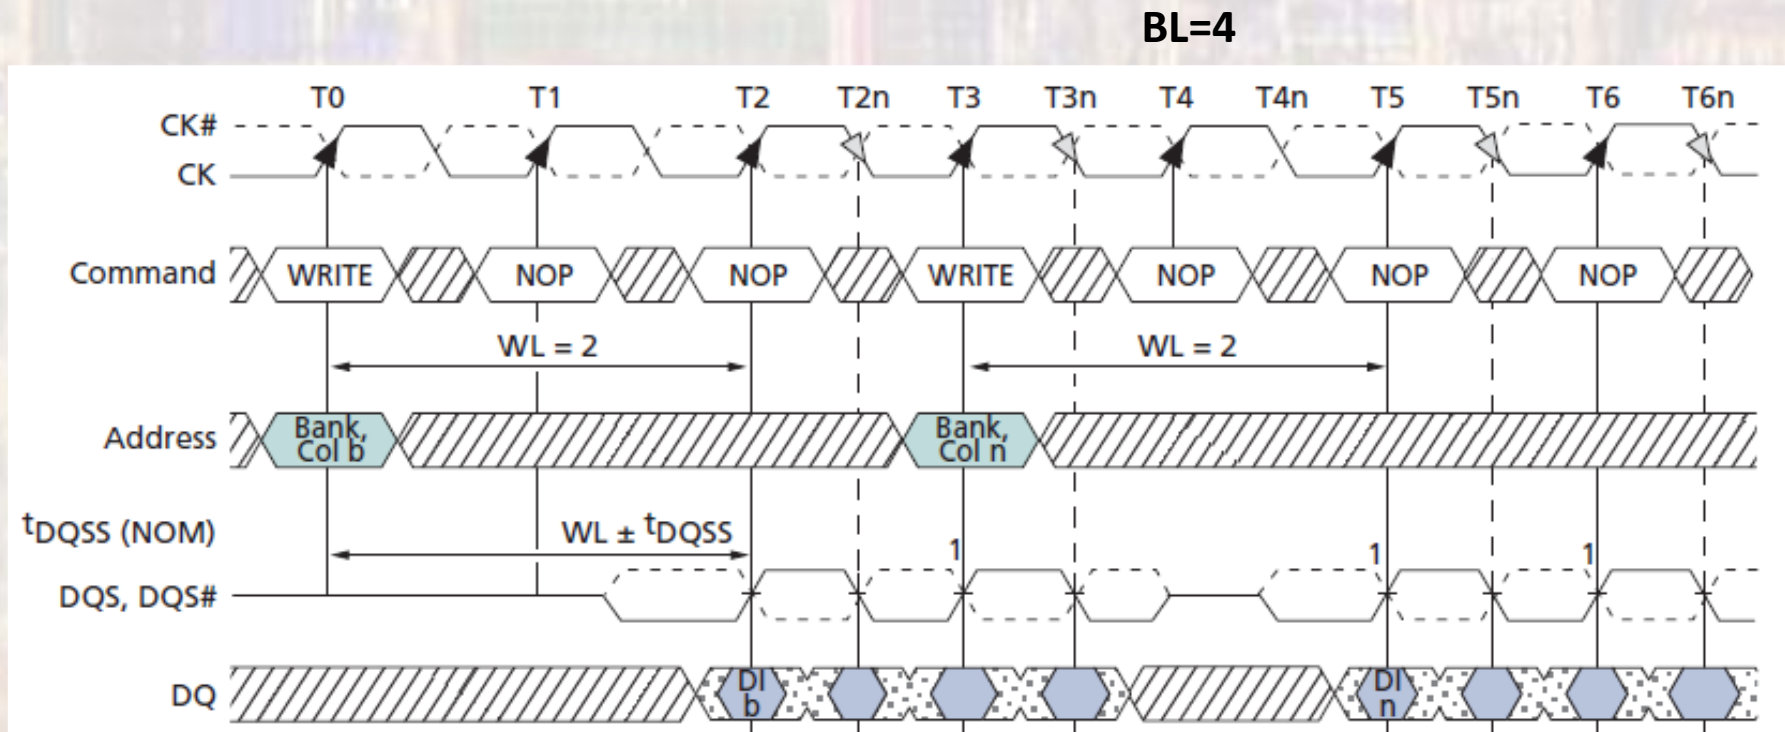 BL=4
T0 T1 T2 T2n T3 T3n T4 T4n T5 T5n T6 T6n
CK#
CK
Command WRITE NOP NOP WRITE NOP NOP NOP
WL = 2 WL = 2
Address Bank, Col b Bank, Col n
tDQSS (NOM) WL ± tDQSS 1 1 1
DQS, DQS#
DQ DI b DI n